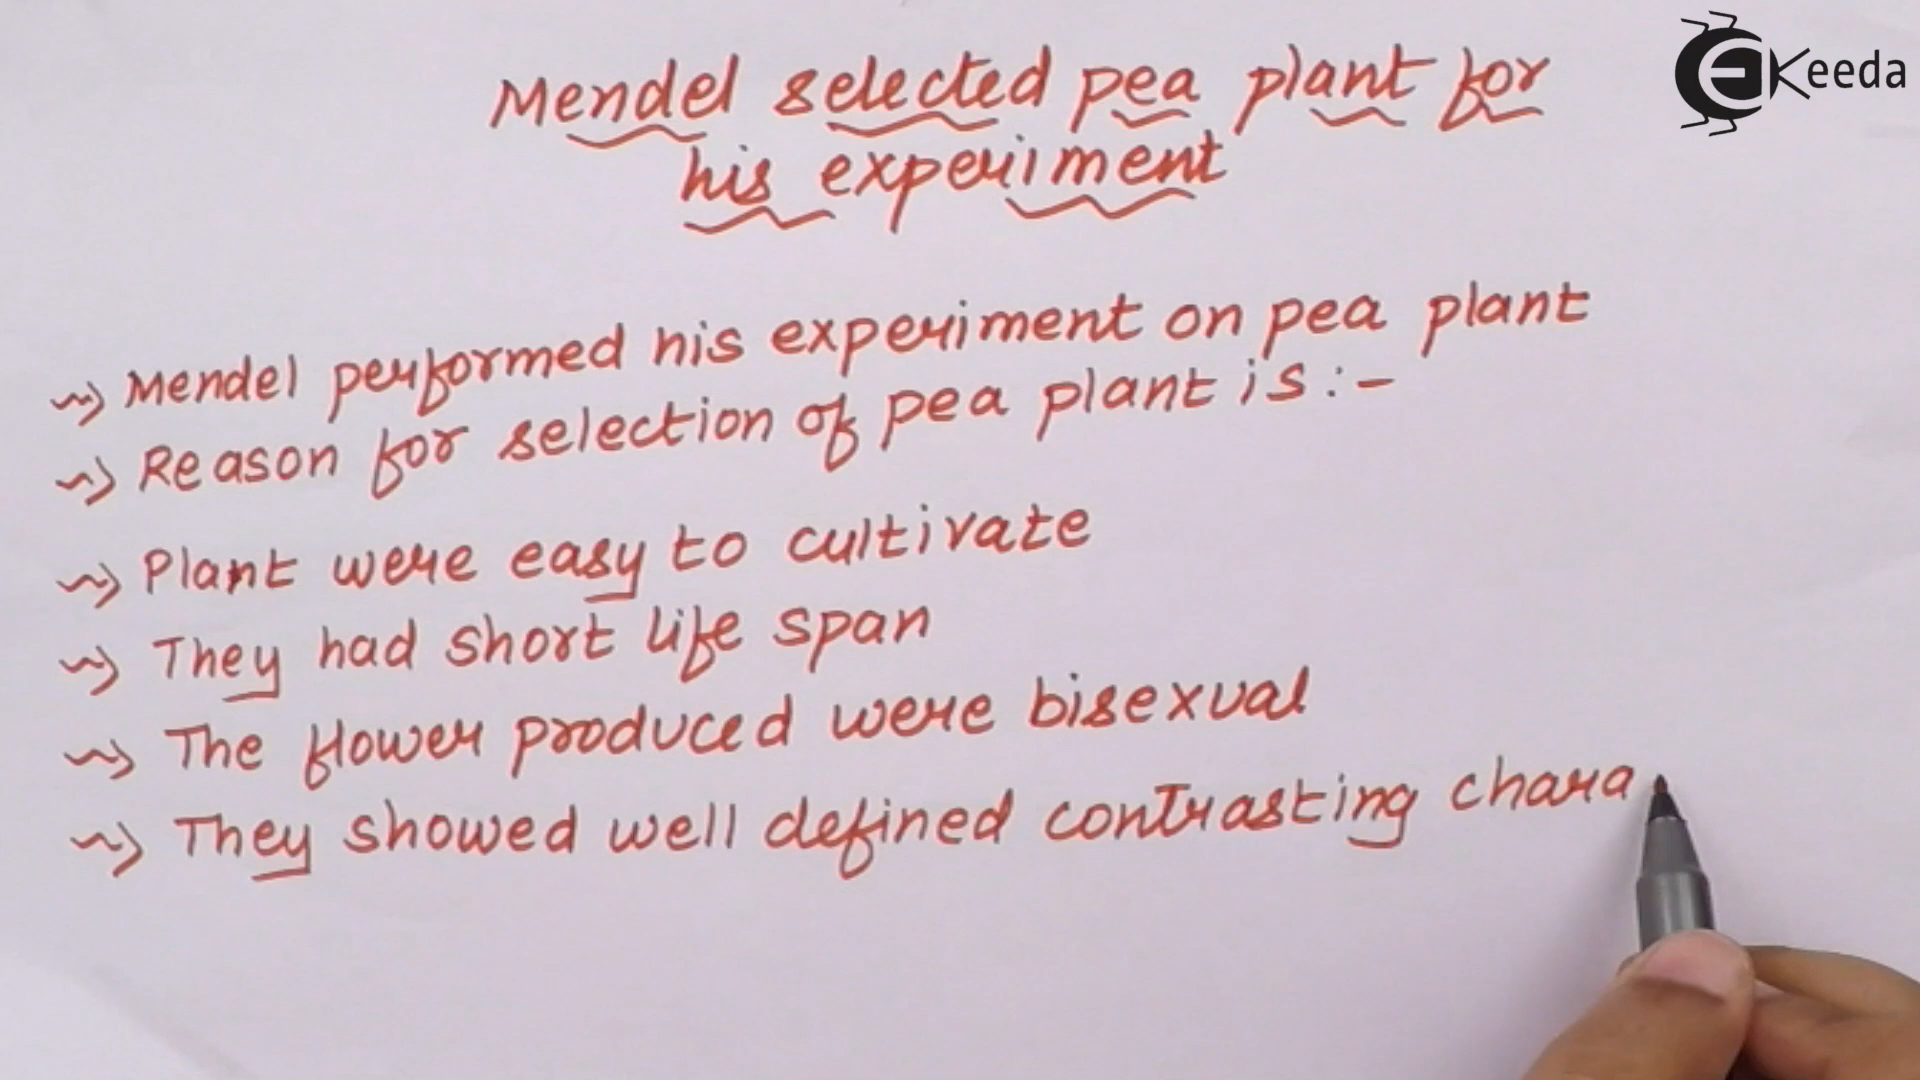 Keeda
Mendel selected pea plant for
his experiment
Mendel performed his experiment on pea plant
Reason for selection of pea plant is :-
Plant were easy to cultivate
They had short life span
The flower produced were bisexual
They showed well defined contrasting chara